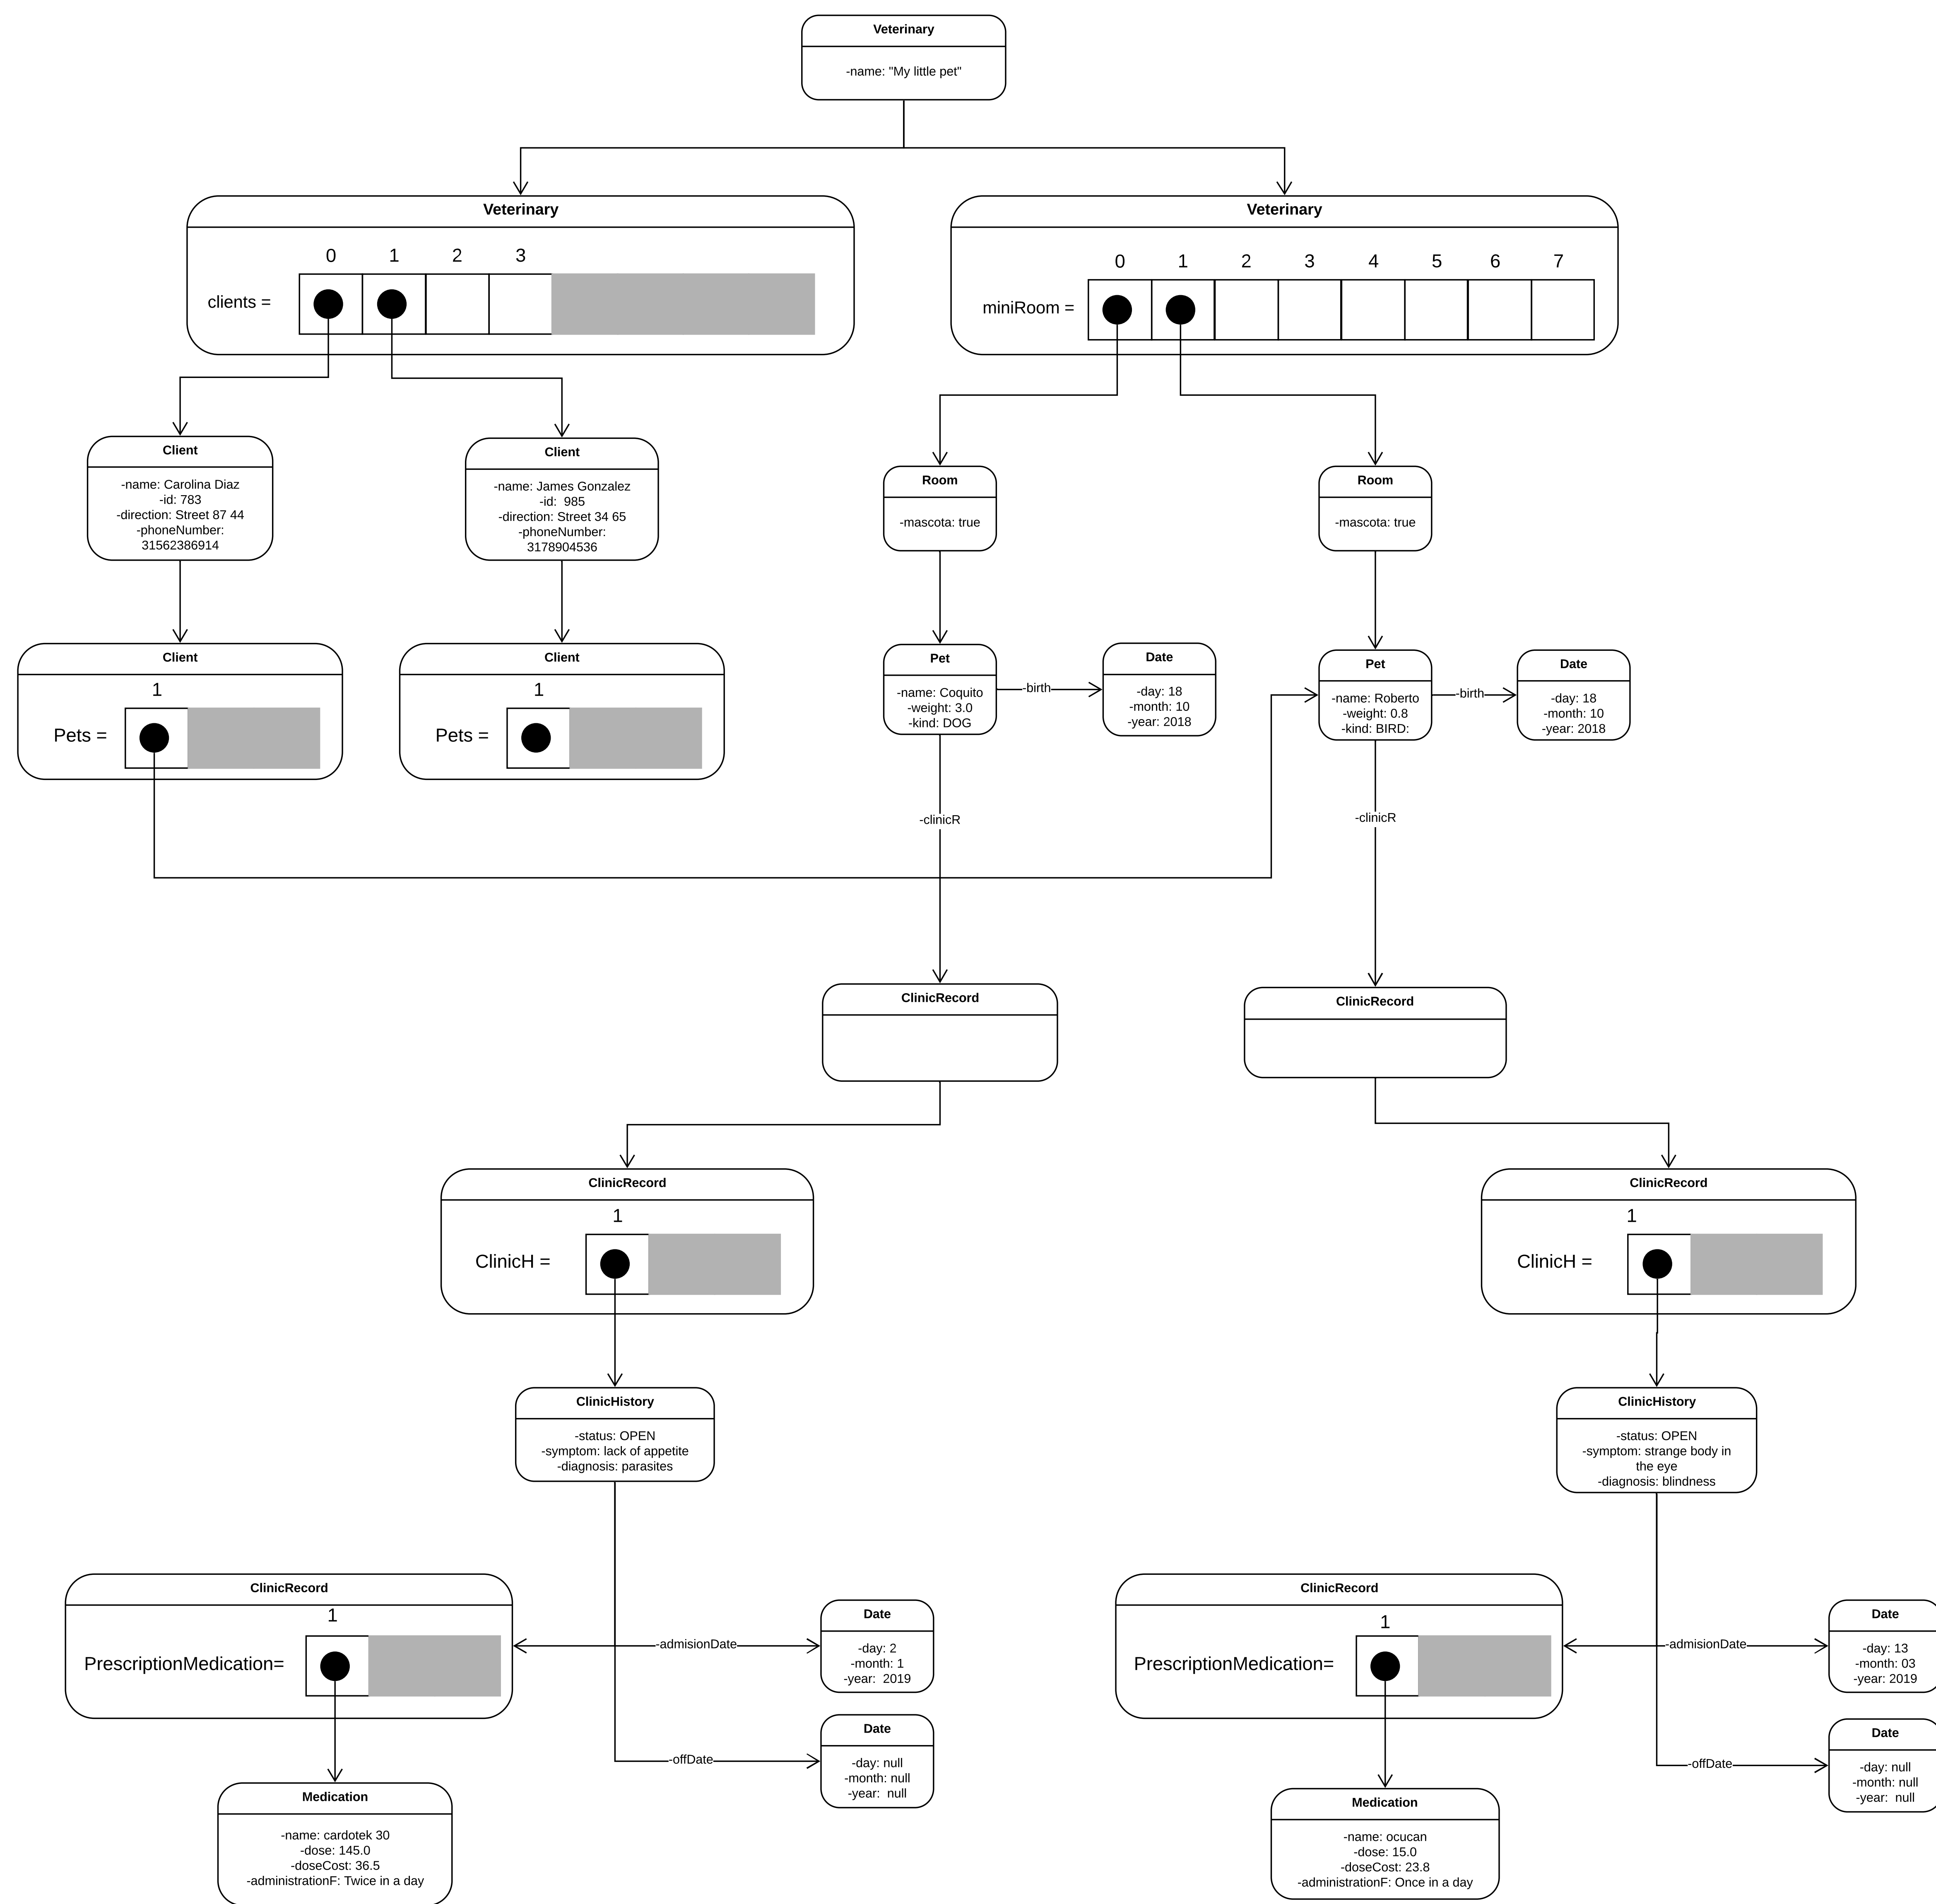 Veterinary
-name: "My little pet"
Veterinary
0 1 2 3
clients =
Veterinary
0 1 2 3 4 5 6 7
miniRoom =
Client
-name: Carolina Diaz
-id: 783
-direction: Street 87 44
-phoneNumber:
31562386914
Client
-name: James Gonzalez
-id:  985
-direction: Street 34 65
-phoneNumber:
3178904536
Room
-mascota: true
Room
-mascota: true
Client
1
Pets =
Client
1
Pets =
Pet
-name: Coquito
-weight: 3.0
-kind: DOG
-birth
Date
-day: 18
-month: 10
-year: 2018
Pet
-name: Roberto
-weight: 0.8
-kind: BIRD:
-birth
Date
-day: 18
-month: 10
-year: 2018
-clinicR
-clinicR
ClinicRecord
ClinicRecord
ClinicRecord
1
ClinicH =
ClinicRecord
1
ClinicH =
ClinicHistory
-status: OPEN
-symptom: lack of appetite
-diagnosis: parasites
ClinicHistory
-status: OPEN
-symptom: strange body in
the eye
-diagnosis: blindness
ClinicRecord
1
PrescriptionMedication=
-admisionDate
Date
-day: 2
-month: 1
-year:  2019
-offDate
Date
-day: null
-month: null
-year:  null
Medication
-name: cardotek 30
-dose: 145.0
-doseCost: 36.5
-administrationF: Twice in a day
ClinicRecord
1
PrescriptionMedication=
-admisionDate
Date
-day: 13
-month: 03
-year: 2019
-offDate
Date
-day: null
-month: null
-year:  null
Medication
-name: ocucan
-dose: 15.0
-doseCost: 23.8
-administrationF: Once in a day